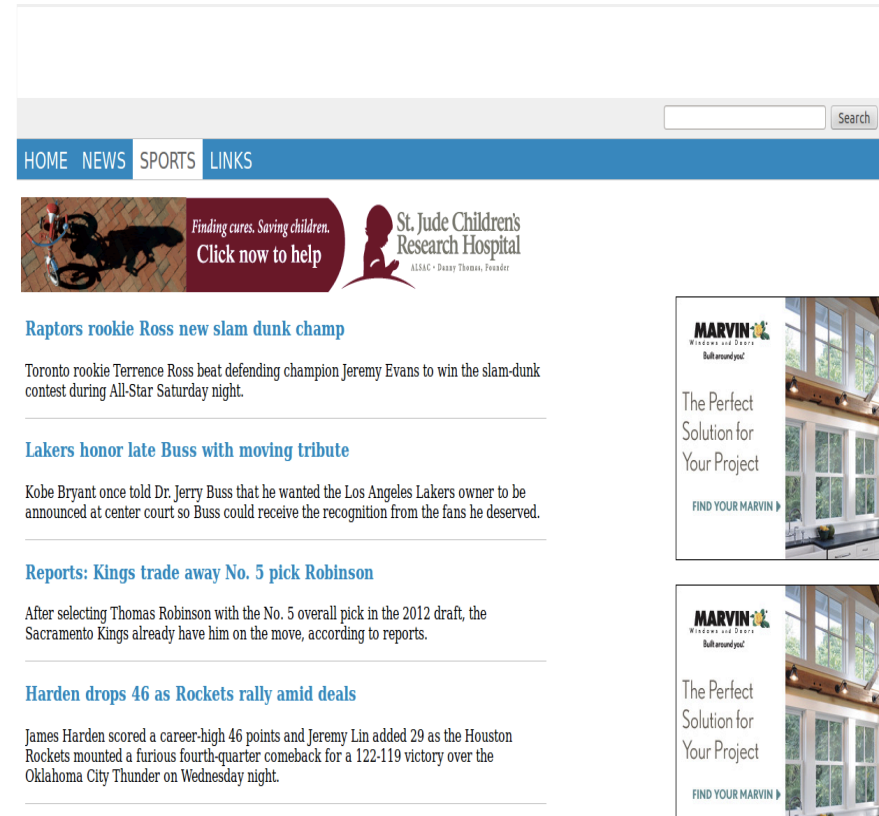 Search
HOME NEWS SPORTS LINKS
Finding cures. Saving children.
Click now to help
St. Jude Children's
Research Hospital
ALSAC • Danny Thomas, Founder
Raptors rookie Ross new slam dunk champ
Toronto rookie Terrence Ross beat defending champion Jeremy Evans to win the slam-dunk
contest during All-Star Saturday night.
Lakers honor late Buss with moving tribute
Kobe Bryant once told Dr. Jerry Buss that he wanted the Los Angeles Lakers owner to be
announced at center court so Buss could receive the recognition from the fans he deserved.
Reports: Kings trade away No. 5 pick Robinson
After selecting Thomas Robinson with the No. 5 overall pick in the 2012 draft, the
Sacramento Kings already have him on the move, according to reports.
Harden drops 46 as Rockets rally amid deals
James Harden scored a career-high 46 points and Jeremy Lin added 29 as the Houston
Rockets mounted a furious fourth-quarter comeback for a 122-119 victory over the
Oklahoma City Thunder on Wednesday night.
MARVIN
Windows and Doors
Built around you.®
The Perfect
Solution for
Your Project
FIND YOUR MARVIN
MARVIN
Windows and Doors
Built around you.®
The Perfect
Solution for
Your Project
FIND YOUR MARVIN